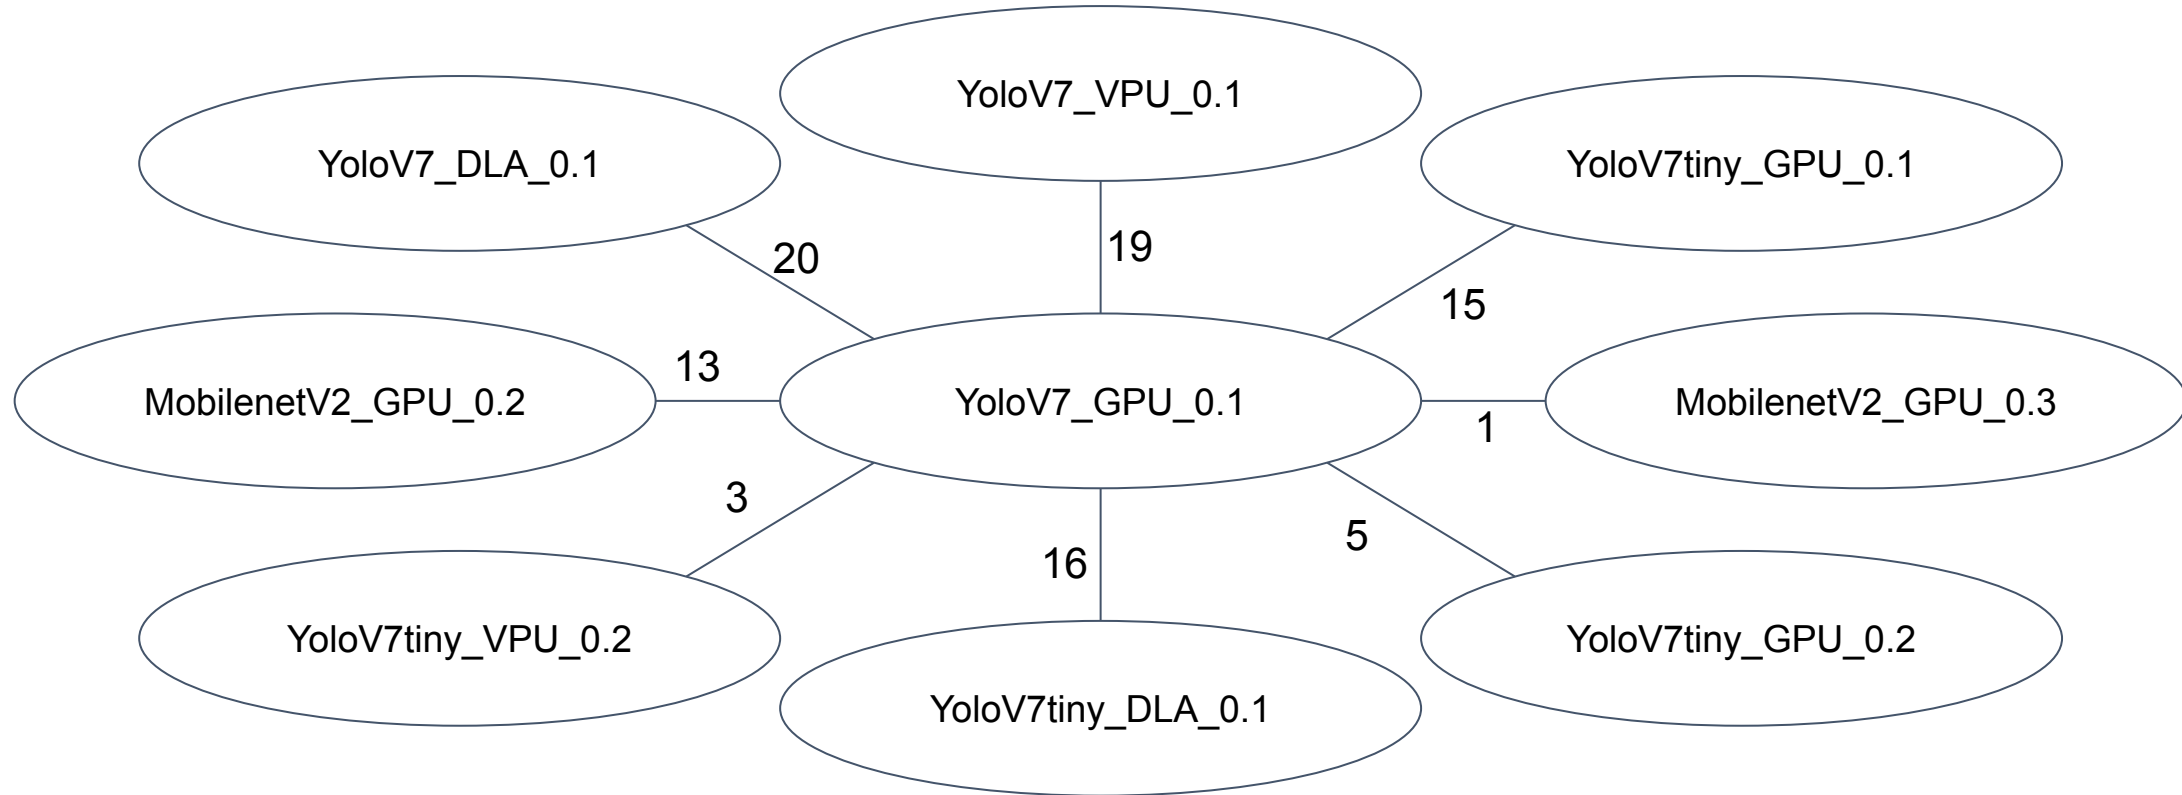 YoloV7_VPU_0.1
YoloV7_DLA_0.1
YoloV7tiny_GPU_0.1
20
19
15
13
MobilenetV2_GPU_0.2
YoloV7_GPU_0.1
MobilenetV2_GPU_0.3
1
3
16
5
YoloV7tiny_VPU_0.2
YoloV7tiny_GPU_0.2
YoloV7tiny_DLA_0.1